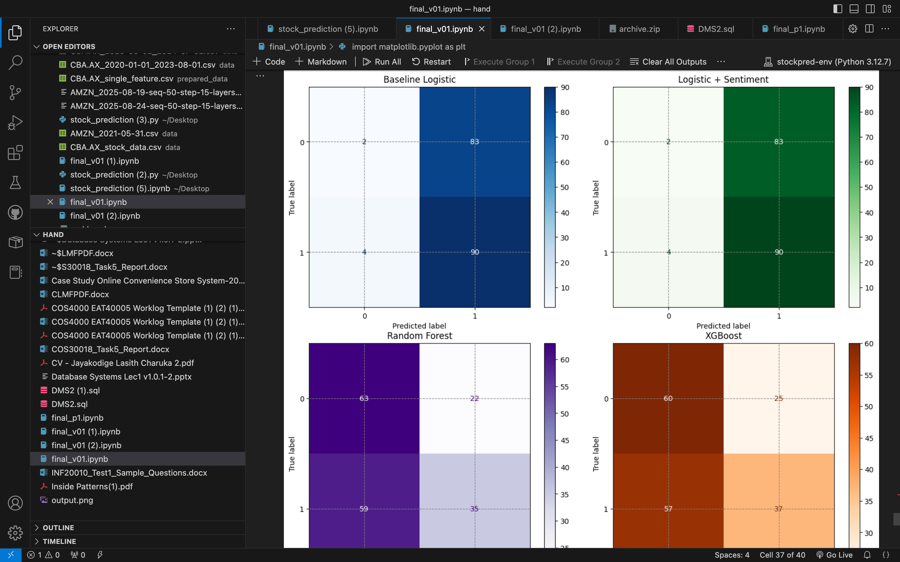 final_v01.ipynb — hand
EXPLORER
OPEN EDITORS
CBA.AX_2020-01-01_2023-08-01.csv data
CBA.AX_single_feature.csv prepared_data
AMZN_2025-08-19-seq-50-step-15-layers...
AMZN_2025-08-24-seq-50-step-15-layers...
stock_prediction (3).py ~/Desktop
AMZN_2021-05-31.csv data
CBA.AX_stock_data.csv data
final_v01 (1).ipynb
stock_prediction (2).py ~/Desktop
stock_prediction (5).ipynb ~/Desktop
final_v01.ipynb
final_v01 (2).ipynb
HAND
~$LMFPDF.docx
~$S30018_Task5_Report.docx
Case Study Online Convenience Store System-20...
CLMFPDF.docx
COS4000 EAT40005 Worklog Template (1) (2) (1)...
COS4000 EAT40005 Worklog Template (1) (2) (1)...
COS4000 EAT40005 Worklog Template (1) (2) (1)...
COS30018_Task5_Report.docx
CV - Jayakodige Lasith Charuka 2.pdf
Database Systems Lec1 v1.0.1-2.pptx
DMS2 (1).sql
DMS2.sql
final_p1.ipynb
final_v01 (1).ipynb
final_v01 (2).ipynb
final_v01.ipynb
INF20010_Test1_Sample_Questions.docx
Inside Patterns(1).pdf
output.png
OUTLINE
TIMELINE
stock_prediction (5).ipynb
final_v01.ipynb
final_v01 (2).ipynb
archive.zip
DMS2.sql
final_p1.ipynb
final_v01.ipynb > import matplotlib.pyplot as plt
+ Code + Markdown Run All Restart Execute Group 1 Execute Group 2 Clear All Outputs ... stockpred-env (Python 3.12.7)
Baseline Logistic
True label
0
1
2
83
4
90
0 1
Predicted label
90
80
70
60
50
40
30
20
10
Logistic + Sentiment
True label
0
1
2
83
4
90
0 1
Predicted label
90
80
70
60
50
40
30
20
10
Random Forest
True label
0
1
63
22
59
35
60
55
50
45
40
35
30
XGBoost
True label
0
1
60
25
57
37
60
55
50
45
40
35
30
1 0 0
Spaces: 4 Cell 37 of 40 Go Live